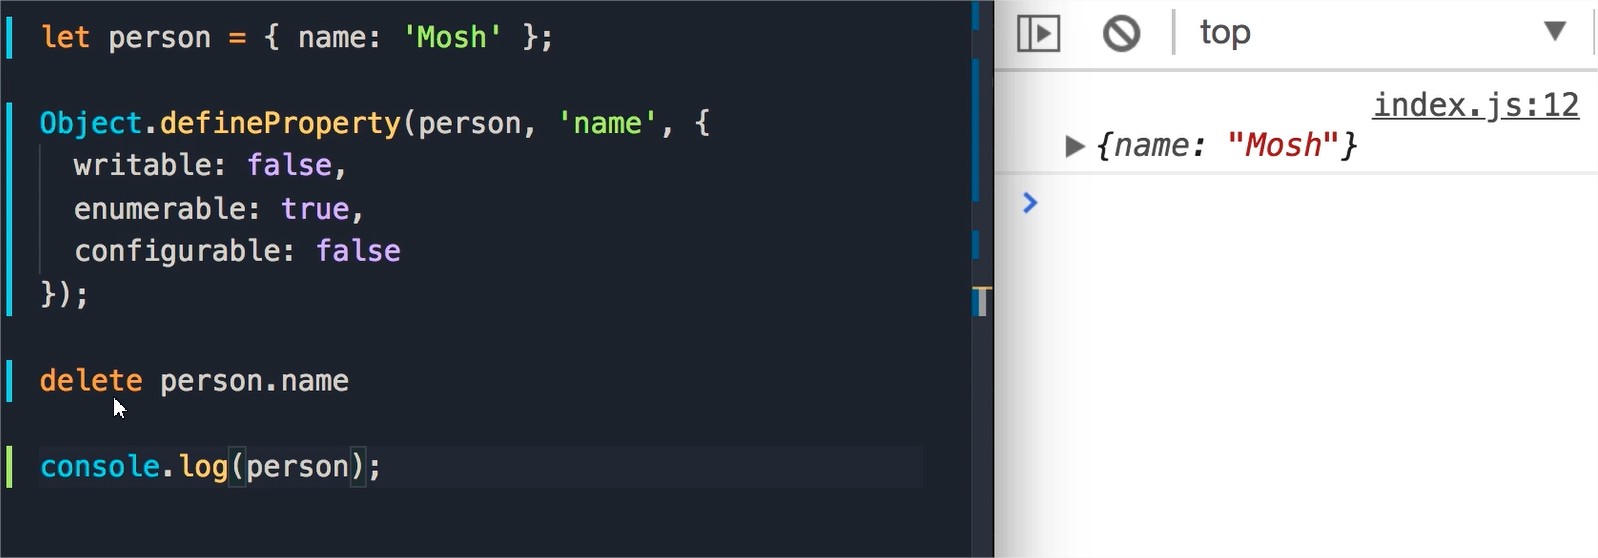 let person = { name: 'Mosh' };
Object.defineProperty(person, 'name', {
writable: false,
enumerable: true,
configurable: false
});
delete person.name
console.log(person);
top
index.js:12
{name: "Mosh"}